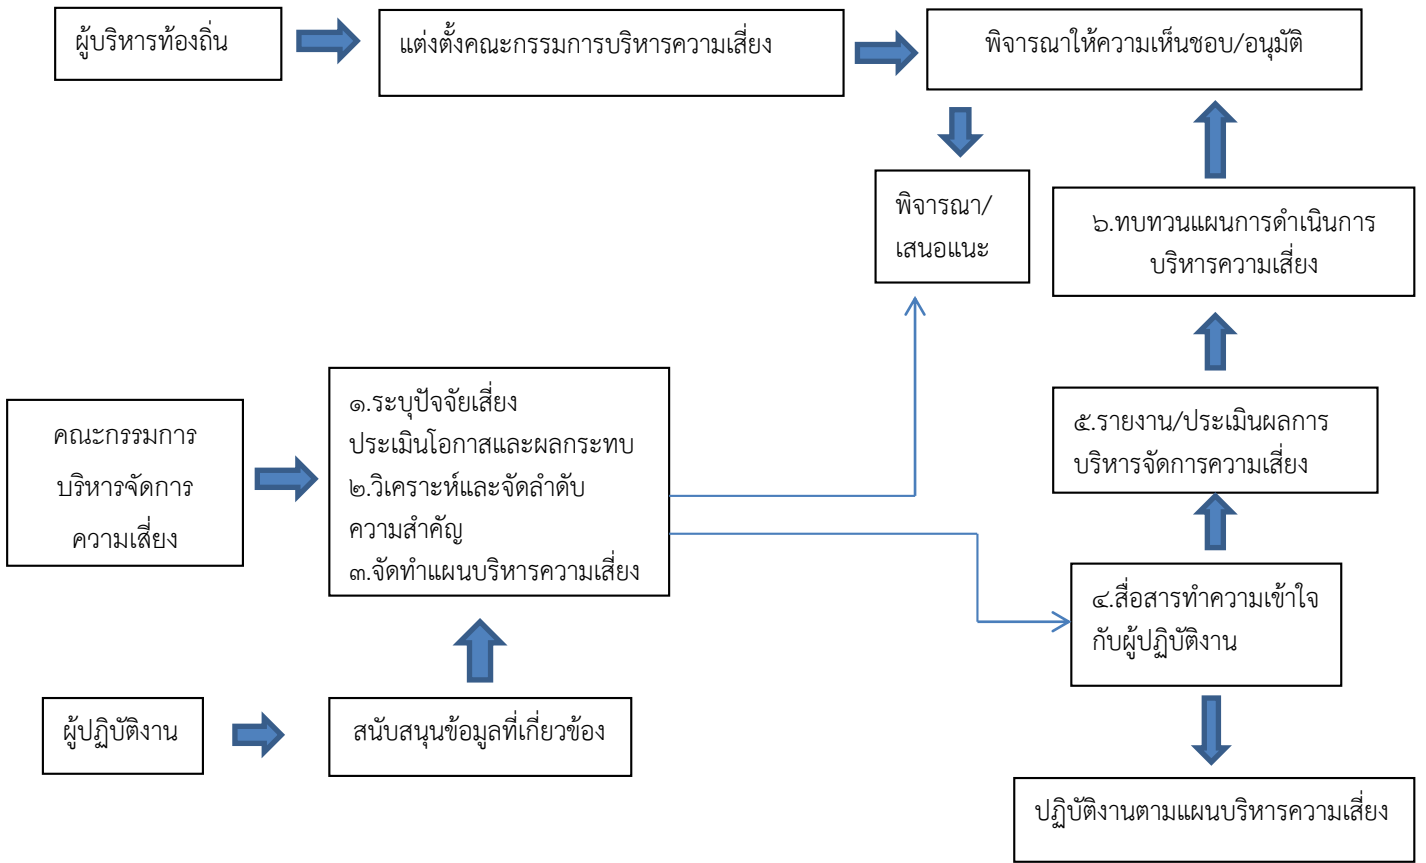 ผู้บริหารท้องถิ่น
แต่งตั้งคณะกรรมการบริหารความเสี่ยง
พิจารณาให้ความเห็นชอบ/อนุมัติ
พิจารณา/
เสนอแนะ
๖.ทบทวนแผนการดำเนินการ
บริหารความเสี่ยง
คณะกรรมการ
บริหารจัดการ
ความเสี่ยง
๑.ระบุปัจจัยเสี่ยง
ประเมินโอกาสและผลกระทบ
๒.วิเคราะห์และจัดลำดับ
ความสำคัญ
๓.จัดทำแผนบริหารความเสี่ยง
๕.รายงาน/ประเมินผลการ
บริหารจัดการความเสี่ยง
๔.สื่อสารทำความเข้าใจ
กับผู้ปฏิบัติงาน
ผู้ปฏิบัติงาน
สนับสนุนข้อมูลที่เกี่ยวข้อง
ปฏิบัติงานตามแผนบริหารความเสี่ยง